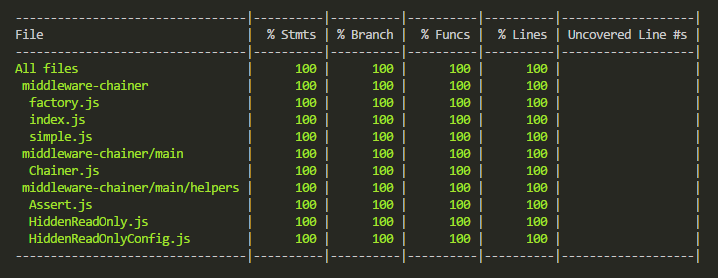 ---------------------------------|----------|----------|----------|----------|-------------------|
File                             |  % Stmts | % Branch |  % Funcs |  % Lines | Uncovered Line #s |
---------------------------------|----------|----------|----------|----------|-------------------|
All files                        |      100 |      100 |      100 |      100 |                   |
 middleware-chainer              |      100 |      100 |      100 |      100 |                   |
  factory.js                     |      100 |      100 |      100 |      100 |                   |
  index.js                       |      100 |      100 |      100 |      100 |                   |
  simple.js                      |      100 |      100 |      100 |      100 |                   |
 middleware-chainer/main         |      100 |      100 |      100 |      100 |                   |
  Chainer.js                     |      100 |      100 |      100 |      100 |                   |
 middleware-chainer/main/helpers |      100 |      100 |      100 |      100 |                   |
  Assert.js                      |      100 |      100 |      100 |      100 |                   |
  HiddenReadOnly.js              |      100 |      100 |      100 |      100 |                   |
  HiddenReadOnlyConfig.js        |      100 |      100 |      100 |      100 |                   |
---------------------------------|----------|----------|----------|----------|-------------------|